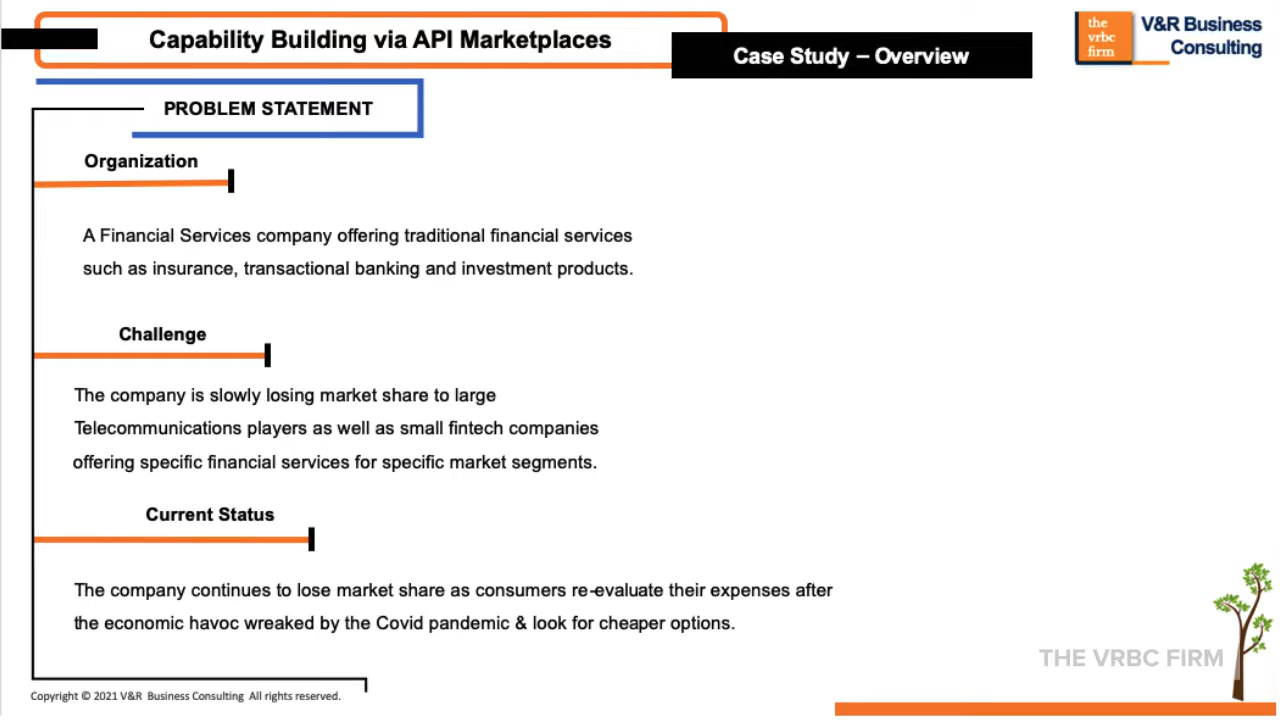 Capability Building via API Marketplaces
Case Study – Overview
the
vrbc
firm
V&R Business
Consulting
PROBLEM STATEMENT
Organization
A Financial Services company offering traditional financial services
such as insurance, transactional banking and investment products.
Challenge
The company is slowly losing market share to large
Telecommunications players as well as small fintech companies
offering specific financial services for specific market segments.
Current Status
The company continues to lose market share as consumers re-evaluate their expenses after
the economic havoc wreaked by the Covid pandemic & look for cheaper options.
THE VRBC FIRM
Copyright © 2021 V&R Business Consulting All rights reserved.